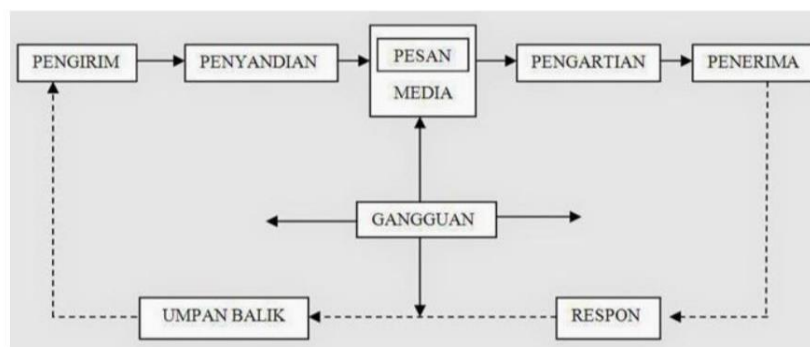 PENGIRIM
PENYANDIAN
PESAN
MEDIA
PENGARTIAN
PENERIMA
GANGGUAN
UMPAN BALIK
RESPON